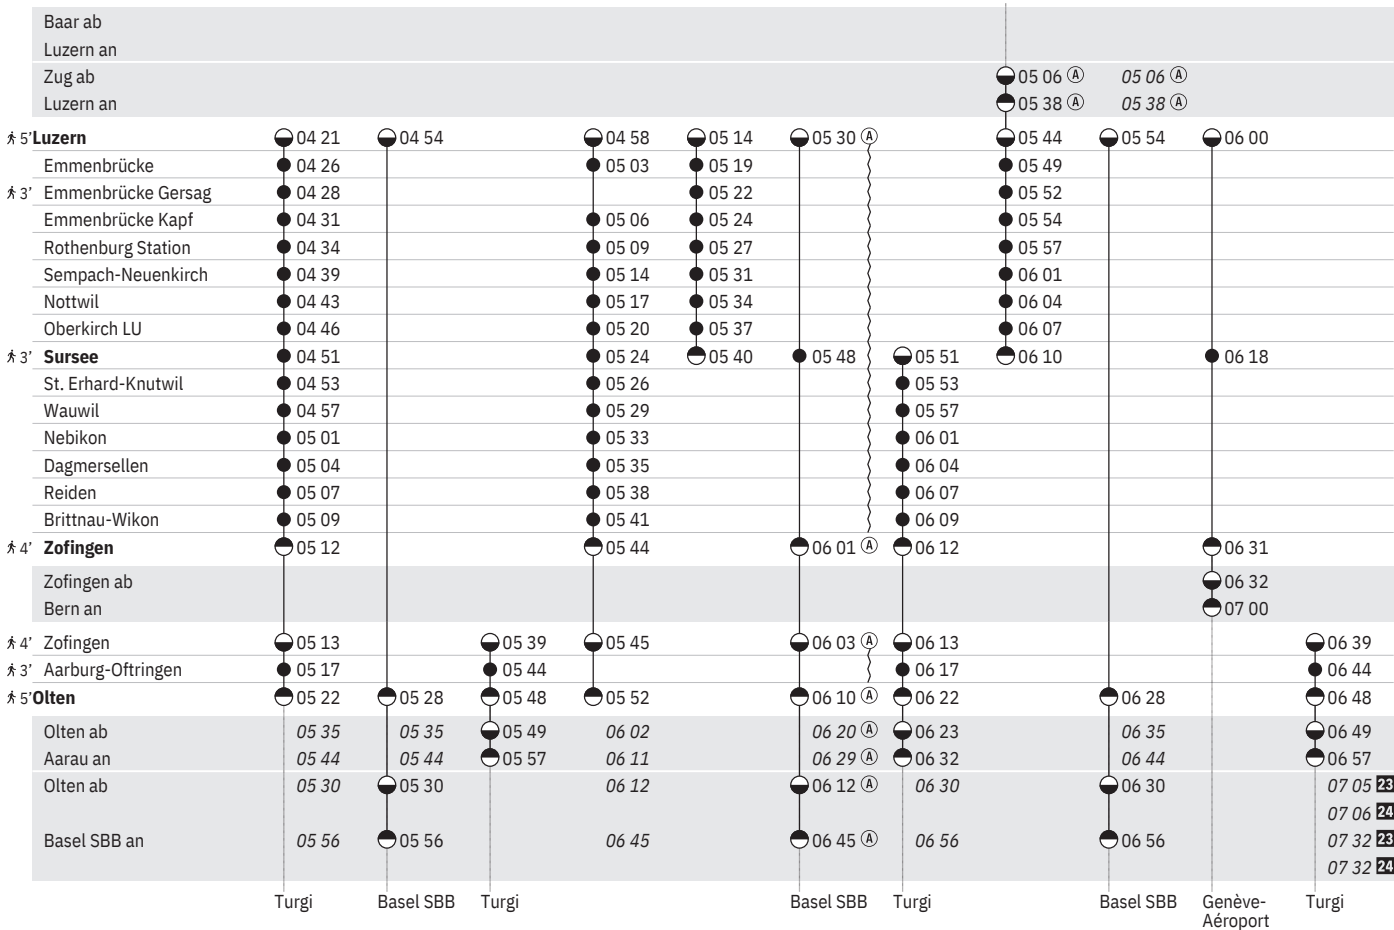 Baar ab
Luzern an
Zug ab 05 06 Ⓐ 05 06 Ⓐ
Luzern an 05 38 Ⓐ 05 38 Ⓐ
5’ Luzern 04 21 04 54 04 58 05 14 05 30 Ⓐ 05 44 05 54 06 00
Emmenbrücke 04 26 05 03 05 19 05 49
3’ Emmenbrücke Gersag 04 28 05 22 05 52
Emmenbrücke Kapf 04 31 05 06 05 24 05 54
Rothenburg Station 04 34 05 09 05 27 05 57
Sempach-Neuenkirch 04 39 05 14 05 31 06 01
Nottwil 04 43 05 17 05 34 06 04
Oberkirch LU 04 46 05 20 05 37 06 07
3’ Sursee 04 51 05 24 05 40 05 48 05 51 06 10 06 18
St. Erhard-Knutwil 04 53 05 26 05 53
Wauwil 04 57 05 29 05 57
Nebikon 05 01 05 33 06 01
Dagmersellen 05 04 05 35 06 04
Reiden 05 07 05 38 06 07
Brittnau-Wikon 05 09 05 41 06 09
4’ Zofingen 05 12 05 44 06 01 Ⓐ 06 12 06 31
Zofingen ab 06 32
Bern an 07 00
4’ Zofingen 05 13 05 39 05 45 06 03 Ⓐ 06 13 06 39
3’ Aarburg-Oftringen 05 17 05 44 06 17 06 44
5’ Olten 05 22 05 28 05 48 05 52 06 10 Ⓐ 06 22 06 28 06 48
Olten ab 05 35 05 35 05 49 06 02 06 20 Ⓐ 06 23 06 35 06 49
Aarau an 05 44 05 44 05 57 06 11 06 29 Ⓐ 06 32 06 44 06 57
Olten ab 05 30 05 30 06 12 06 12 Ⓐ 06 30 06 30 07 05 23
07 06 24
Basel SBB an 05 56 05 56 06 45 06 45 Ⓐ 06 56 06 56 07 32 23
07 32 24
Turgi Basel SBB Turgi Basel SBB Turgi Basel SBB Genève- Turgi
Aéroport